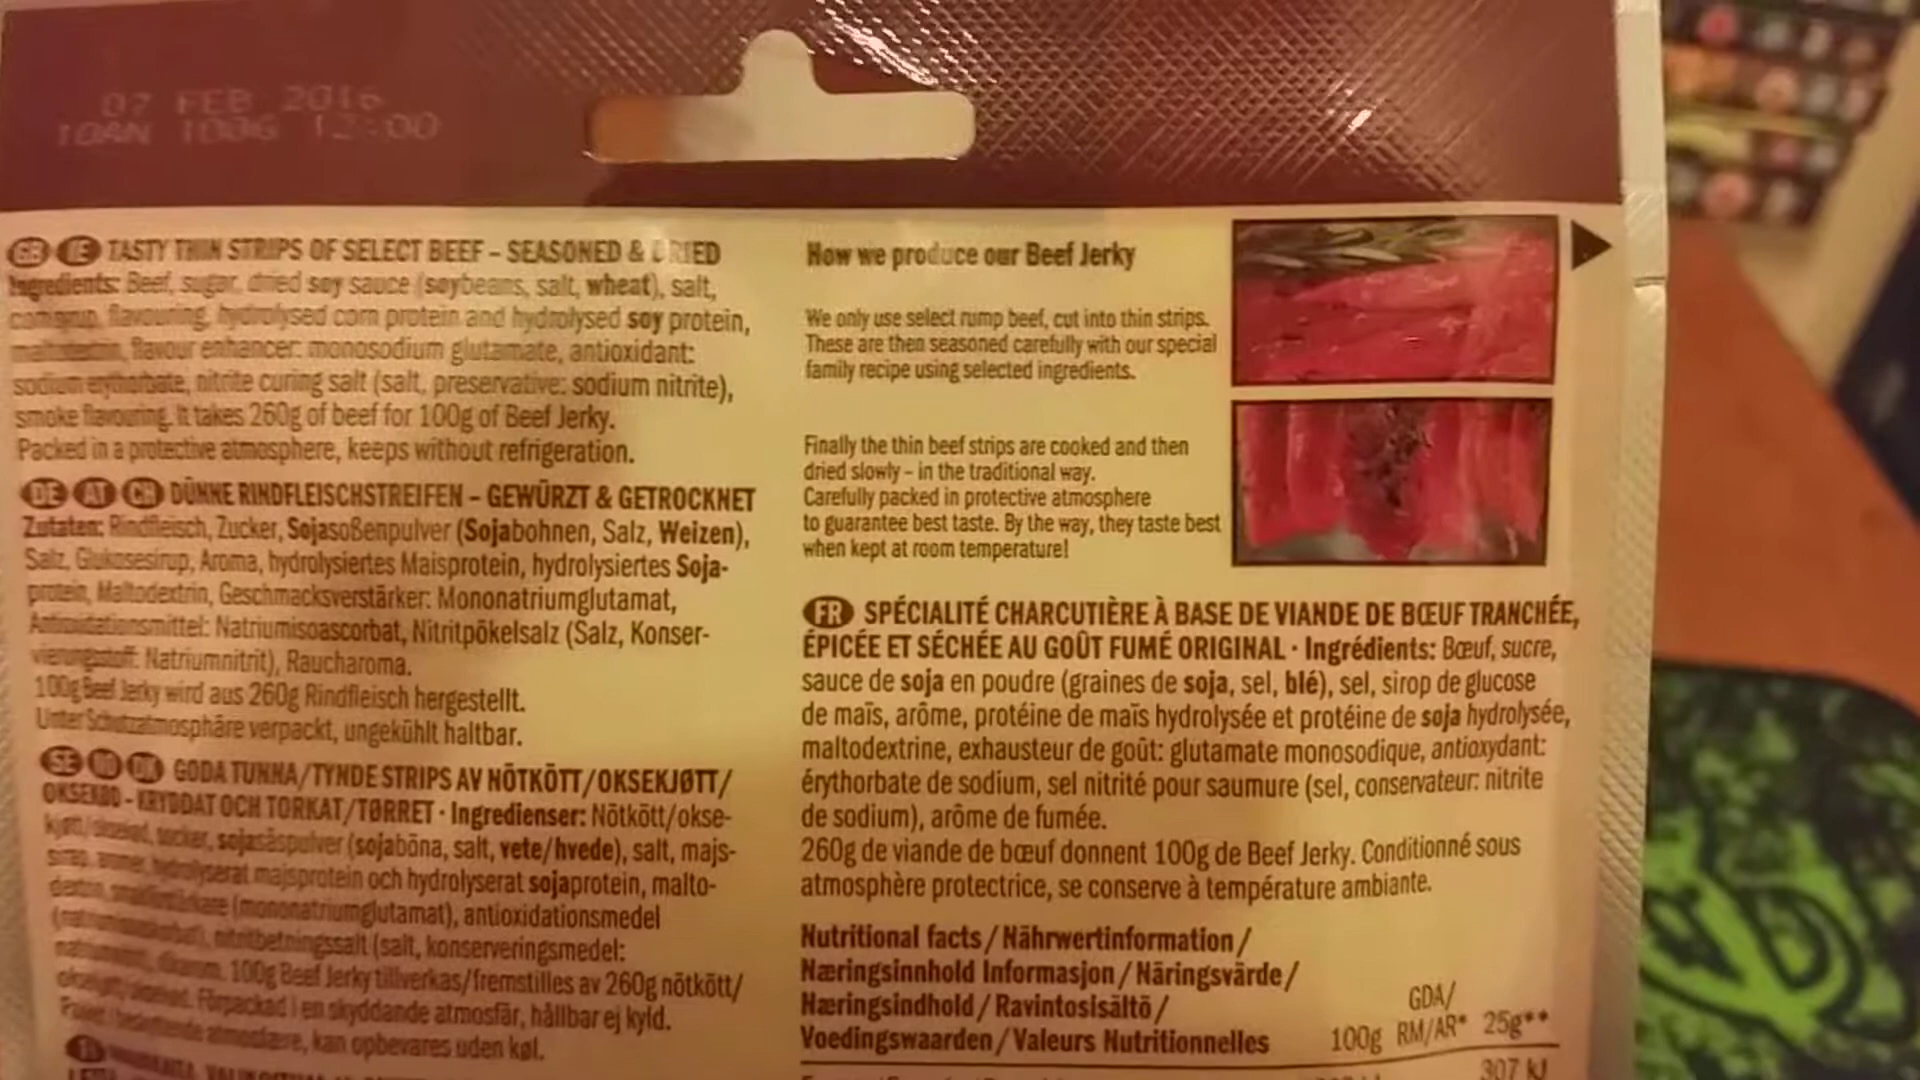 07 FEB 2016
12:00
GB IE TASTY THIN STRIPS OF SELECT BEEF – SEASONED & DRIED
Ingredients: Beef, sugar, dried soy sauce (soybeans, salt, wheat), salt,
flavouring, hydrolysed corn protein and hydrolysed soy protein,
maltodextrin, flavour enhancer: monosodium glutamate, antioxidant:
sodium erythorbate, nitrite curing salt (salt, preservative: sodium nitrite),
smoke flavouring. It takes 260g of beef for 100g of Beef Jerky.
Packed in a protective atmosphere, keeps without refrigeration.
DE AT CH DÜNNE RINDFLEISCHSTREIFEN – GEWÜRZT & GETROCKNET
Zutaten: Rindfleisch, Zucker, Sojasoßenpulver (Sojabohnen, Salz, Weizen),
Salz, Glukosesirup, Aroma, hydrolysiertes Maisprotein, hydrolysiertes Soja-
protein, Maltodextrin, Geschmacksverstärker: Mononatriumglutamat,
Antioxidationsmittel: Natriumisoascorbat, Nitritpökelsalz (Salz, Konser-
vierungsstoff: Natriumnitrit), Raucharoma.
100g Beef Jerky wird aus 260g Rindfleisch hergestellt.
Unter Schutzatmosphäre verpackt, ungekühlt haltbar.
SE NO DK GODA TUNNA/TYNDE STRIPS AV NÖTKÖTT/OKSEKJØTT/
OKSEKØD – KRYDDAT OCH TORKAT/TØRRET · Ingredienser: Nötkött/okse-
kjøtt/oksekød, socker, sojasåspulver (sojaböna, salt, vete/hvede), salt, majs-
sirap, aromer, hydrolyserat majsprotein och hydrolyserat sojaprotein, malto-
dextrin, smakförstärkare (mononatriumglutamat), antioxidationsmedel
nitritbetningssalt (salt, konserveringsmedel:
100g Beef Jerky tillverkas/fremstilles av 260g nötkött/
Förpackad i en skyddande atmosfär, hållbar ej kyld.
atmosfære, kan opbevares uden køl.
How we produce our Beef Jerky
We only use select rump beef, cut into thin strips.
These are then seasoned carefully with our special
family recipe using selected ingredients.
Finally the thin beef strips are cooked and then
dried slowly – in the traditional way.
Carefully packed in protective atmosphere
to guarantee best taste. By the way, they taste best
when kept at room temperature!
FR SPÉCIALITÉ CHARCUTIÈRE À BASE DE VIANDE DE BŒUF TRANCHÉE,
ÉPICÉE ET SÉCHÉE AU GOÛT FUMÉ ORIGINAL · Ingrédients: Bœuf, sucre,
sauce de soja en poudre (graines de soja, sel, blé), sel, sirop de glucose
de maïs, arôme, protéine de maïs hydrolysée et protéine de soja hydrolysée,
maltodextrine, exhausteur de goût: glutamate monosodique, antioxydant:
érythorbate de sodium, sel nitrité pour saumure (sel, conservateur: nitrite
de sodium), arôme de fumée.
260g de viande de bœuf donnent 100g de Beef Jerky. Conditionné sous
atmosphère protectrice, se conserve à température ambiante.
Nutritional facts/Nährwertinformation/
Næringsinnhold Informasjon/Näringsvärde/
Næringsindhold/Ravintosisältö/
Voedingswaarden/Valeurs Nutritionnelles
100g GDA/ RM/AR* 25g**
307 kJ